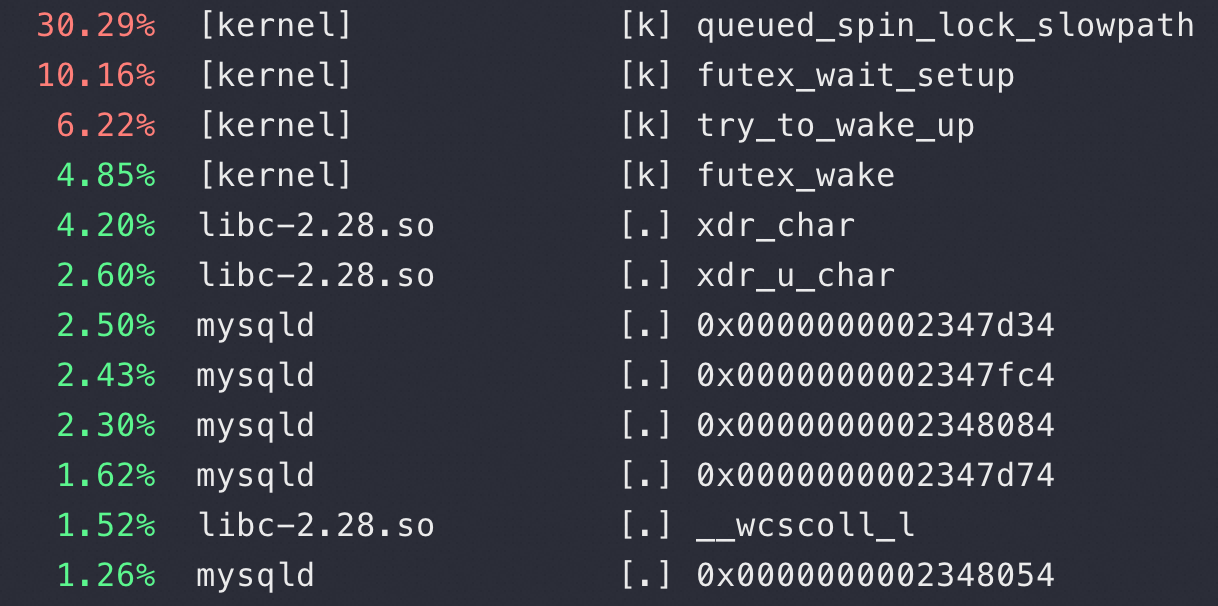 30.29% [kernel] [k] queued_spin_lock_slowpath
10.16% [kernel] [k] futex_wait_setup
6.22% [kernel] [k] try_to_wake_up
4.85% [kernel] [k] futex_wake
4.20% libc-2.28.so [.] xdr_char
2.60% libc-2.28.so [.] xdr_u_char
2.50% mysqld [.] 0x0000000002347d34
2.43% mysqld [.] 0x0000000002347fc4
2.30% mysqld [.] 0x0000000002348084
1.62% mysqld [.] 0x0000000002347d74
1.52% libc-2.28.so [.] __wcscoll_l
1.26% mysqld [.] 0x0000000002348054